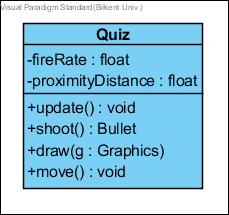 Visual Paradigm Standard(Bilkent Univ.)
Quiz
-fireRate : float
-proximityDistance : float
+update() : void
+shoot() : Bullet
+draw(g : Graphics)
+move() : void